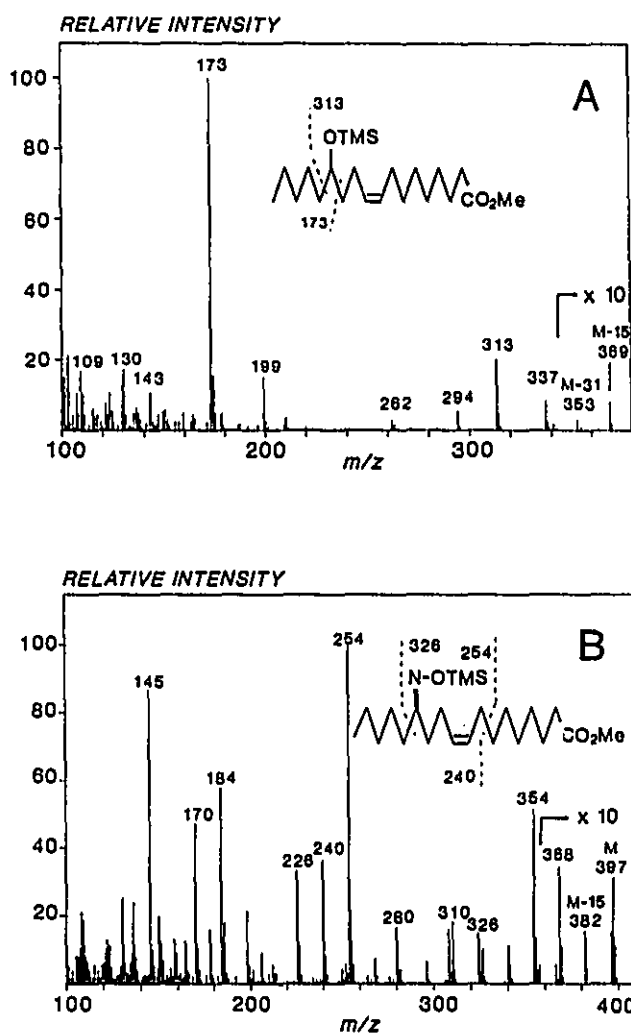 RELATIVE INTENSITY
A
100
80
60
40
20
173
313
OTMS
CO₂Me
173
x 10
M-15
369
M-31
353
337
313
294
262
199
143
130
109
100
200
300
m/z
RELATIVE INTENSITY
B
100
80
60
40
20
254
326
254
N-OTMS
CO₂Me
240
145
184
170
226
240
280
310
326
354
x 10
368
M
397
M-15
382
100
200
300
400
m/z